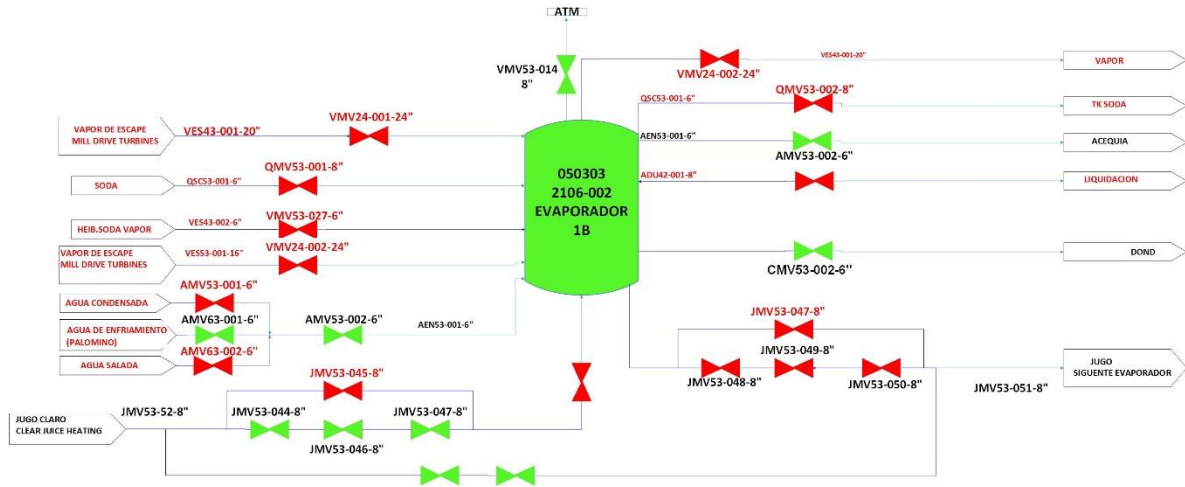 ATM
VMV53-014
8"
VMV24-002-24"
VES43-001-20"
VAPOR
QSC53-001-6"
QMV53-002-8"
TK SODA
AEN53-001-6"
AMV53-002-6"
ACEQUIA
ADU42-001-8"
LIQUIDACION
CMV53-002-6"
DOND
VAPOR DE ESCAPE
MILL DRIVE TURBINES
VES43-001-20"
VMV24-001-24"
SODA
QSC53-001-6"
QMV53-001-8"
HEIB.SODA VAPOR
VES43-002-6"
VMV53-027-6"
VAPOR DE ESCAPE
MILL DRIVE TURBINES
VES53-001-16"
VMV24-002-24"
050303
2106-002
EVAPORADOR
1B
AGUA CONDENSADA
AMV53-001-6"
AGUA DE ENFRIAMIENTO
(PALOMINO)
AMV63-001-6"
AMV53-002-6"
AEN53-001-6"
AGUA SALADA
AMV63-002-6"
JUGO CLARO
CLEAR JUICE HEATING
JMV53-52-8"
JMV53-045-8"
JMV53-044-8"
JMV53-047-8"
JMV53-046-8"
JMV53-047-8"
JMV53-049-8"
JMV53-048-8"
JMV53-050-8"
JMV53-051-8"
JUGO
SIGUENTE EVAPORADOR